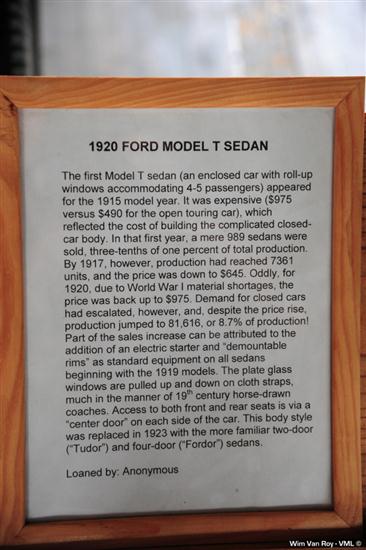 1920 FORD MODEL T SEDAN
The first Model T sedan (an enclosed car with roll-up
windows accommodating 4-5 passengers) appeared
for the 1915 model year. It was expensive ($975
versus $490 for the open touring car), which
reflected the cost of building the complicated closed-
car body. In that first year, a mere 989 sedans were
sold, three-tenths of one percent of total production.
By 1917, however, production had reached 7361
units, and the price was down to $645. Oddly, for
1920, due to World War I material shortages, the
price was back up to $975. Demand for closed cars
had escalated, however, and, despite the price rise,
production jumped to 81,616, or 8.7% of production!
Part of the sales increase can be attributed to the
addition of an electric starter and “demountable
rims” as standard equipment on all sedans
beginning with the 1919 models. The plate glass
windows are pulled up and down on cloth straps,
much in the manner of 19th century horse-drawn
coaches. Access to both front and rear seats is via a
“center door” on each side of the car. This body style
was replaced in 1923 with the more familiar two-door
(“Tudor”) and four-door (“Fordor”) sedans.
Loaned by: Anonymous
Wim Van Roy - VML ©